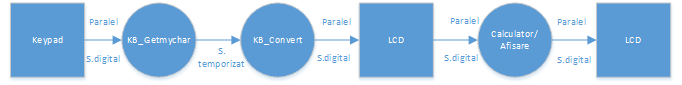 Paralel
Paralel
Paralel
Paralel
Keypad
KB_Getmychar
KB_Convert
LCD
Calculator/
Afisare
LCD
S.digital
S.
temporizat
S.digital
S.digital
S.digital